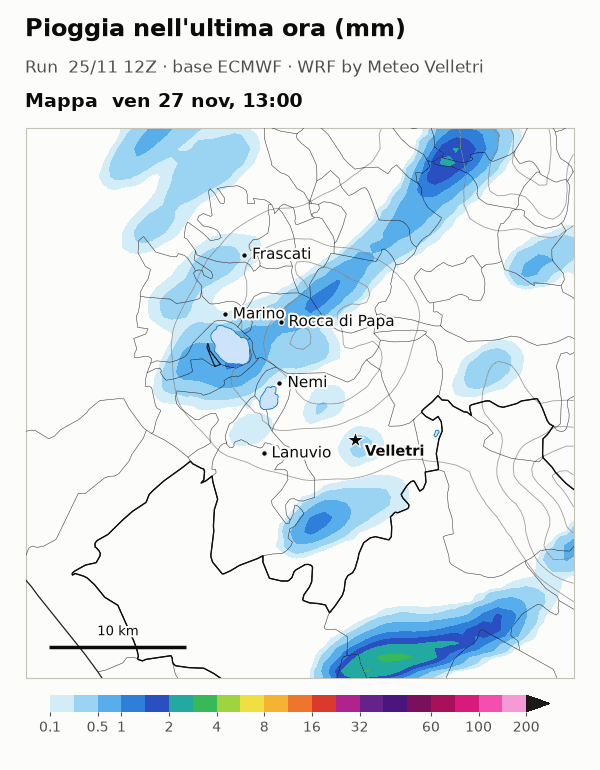 Pioggia nell'ultima ora (mm)
Run  25/11 12Z · base ECMWF · WRF by Meteo Velletri
Mappa  ven 27 nov, 13:00
Frascati
Marino
Rocca di Papa
Nemi
Velletri
Lanuvio
10 km
0.1 0.5 1 2 4 8 16 32 60 100 200